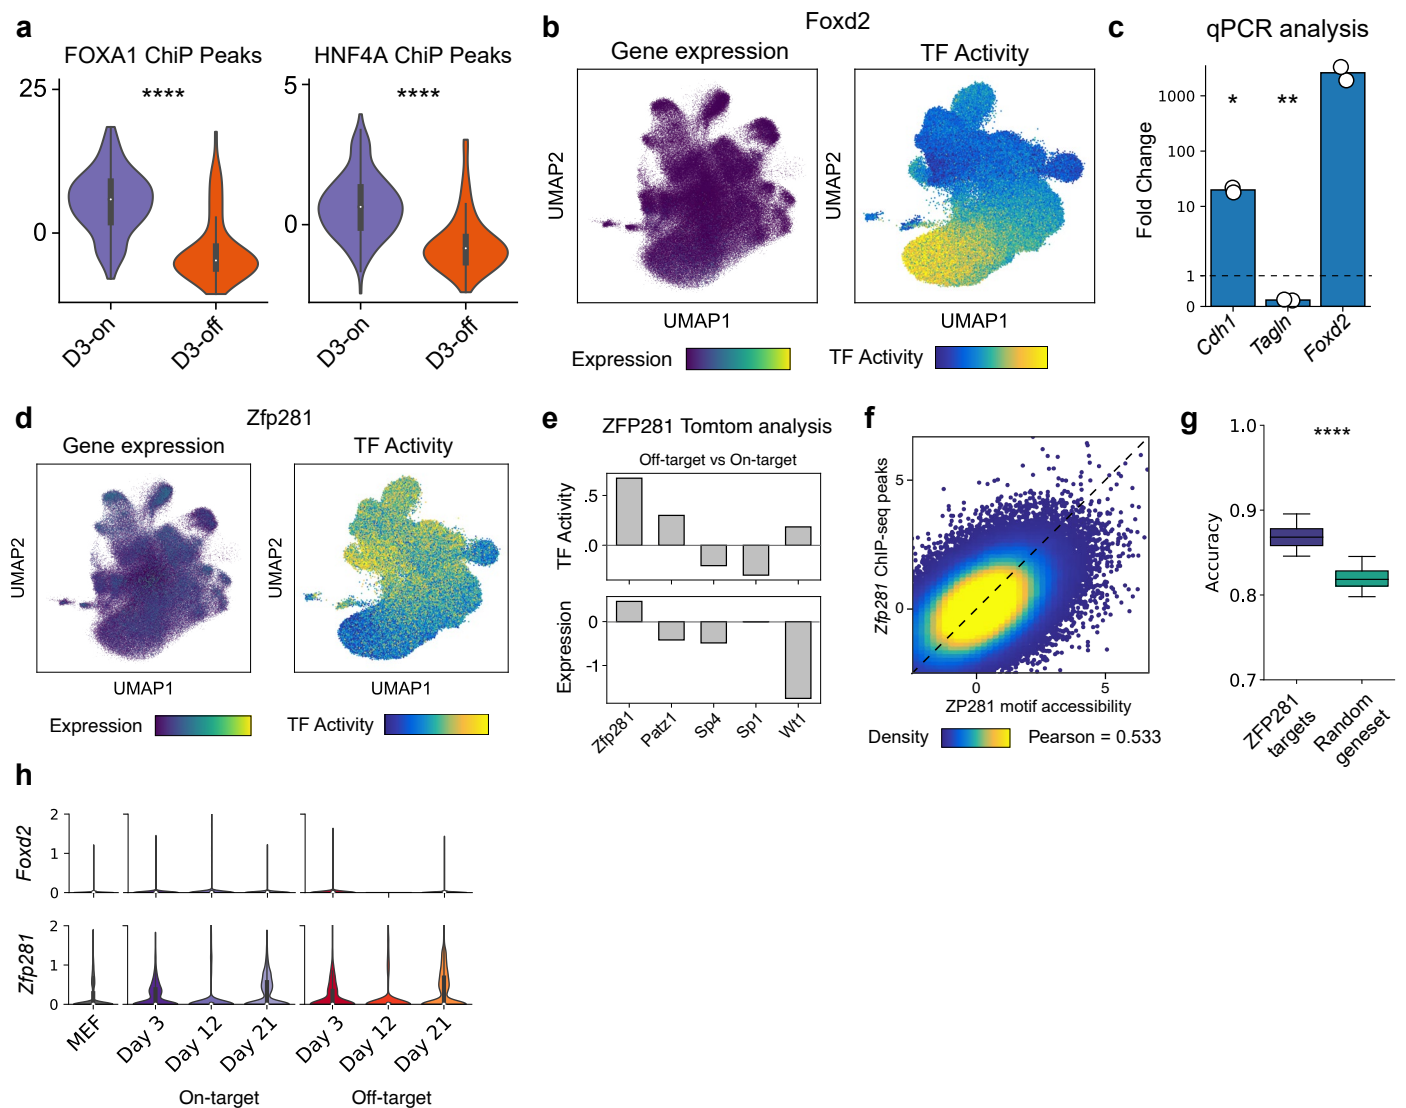 a
FOXA1 ChiP Peaks
HNF4A ChiP Peaks
25
0
****
D3-on
D3-off
5
0
****
D3-on
D3-off
b
Foxd2
Gene expression
TF Activity
UMAP2
UMAP1
UMAP2
UMAP1
Expression
TF Activity
c
qPCR analysis
Fold Change
1000
100
10
1
0
*
**
Cdh1
Tagln
Foxd2
d
Zfp281
Gene expression
TF Activity
UMAP2
UMAP1
UMAP2
UMAP1
Expression
TF Activity
e
ZFP281 Tomtom analysis
Off-target vs On-target
TF Activity
.5
.0
Expression
0
-1
Zfp281
Patz1
Sp4
Sp1
Wt1
f
Zfp281 ChIP-seq peaks
5
0
0
5
ZP281 motif accessibility
Density
Pearson = 0.533
g
Accuracy
1.0
0.9
0.8
0.7
****
ZFP281
targets
Random
geneset
h
Foxd2
2
1
0
Zfp281
2
1
0
MEF
Day 3
Day 12
Day 21
Day 3
Day 12
Day 21
On-target
Off-target